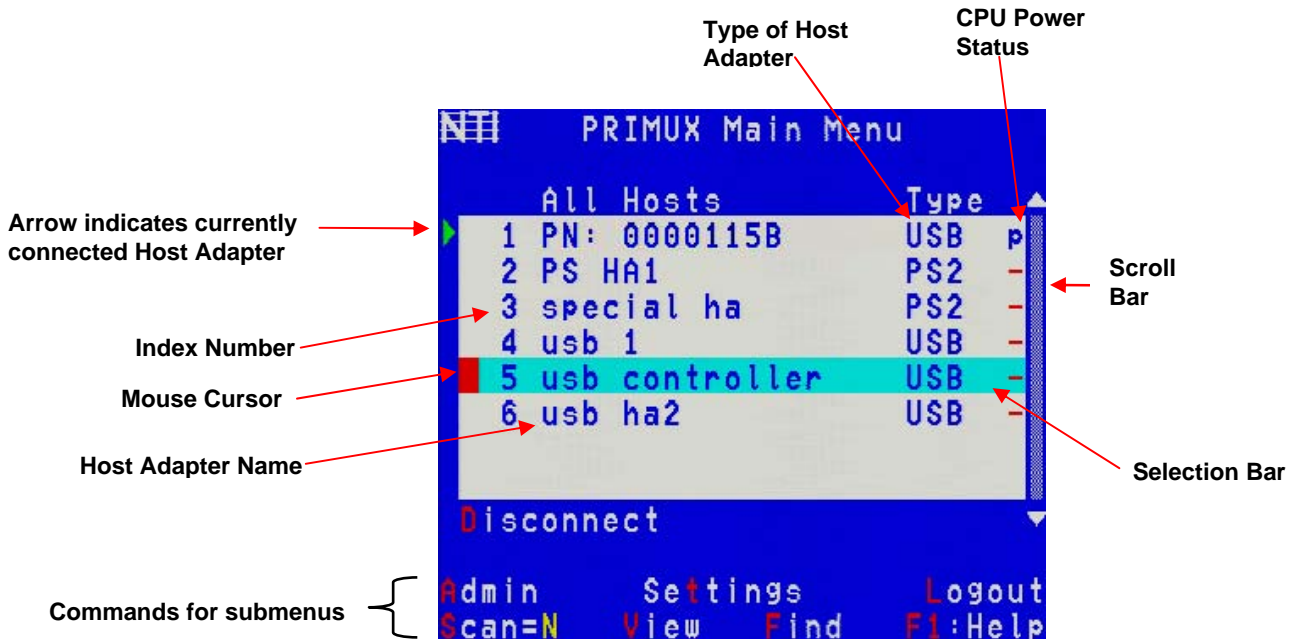 Type of Host
Adapter
CPU Power
Status
NTI PRIMUX Main Menu
All Hosts Type
Arrow indicates currently
connected Host Adapter
1 PN: 0000115B USB p
2 PS HA1 PS2 -
Scroll
Bar
3 special ha PS2 -
Index Number
4 usb 1 USB -
Mouse Cursor
5 usb controller USB -
6 usb ha2 USB -
Host Adapter Name
Selection Bar
Disconnect
Commands for submenus
Admin Settings Logout
Scan=N View Find F1:Help